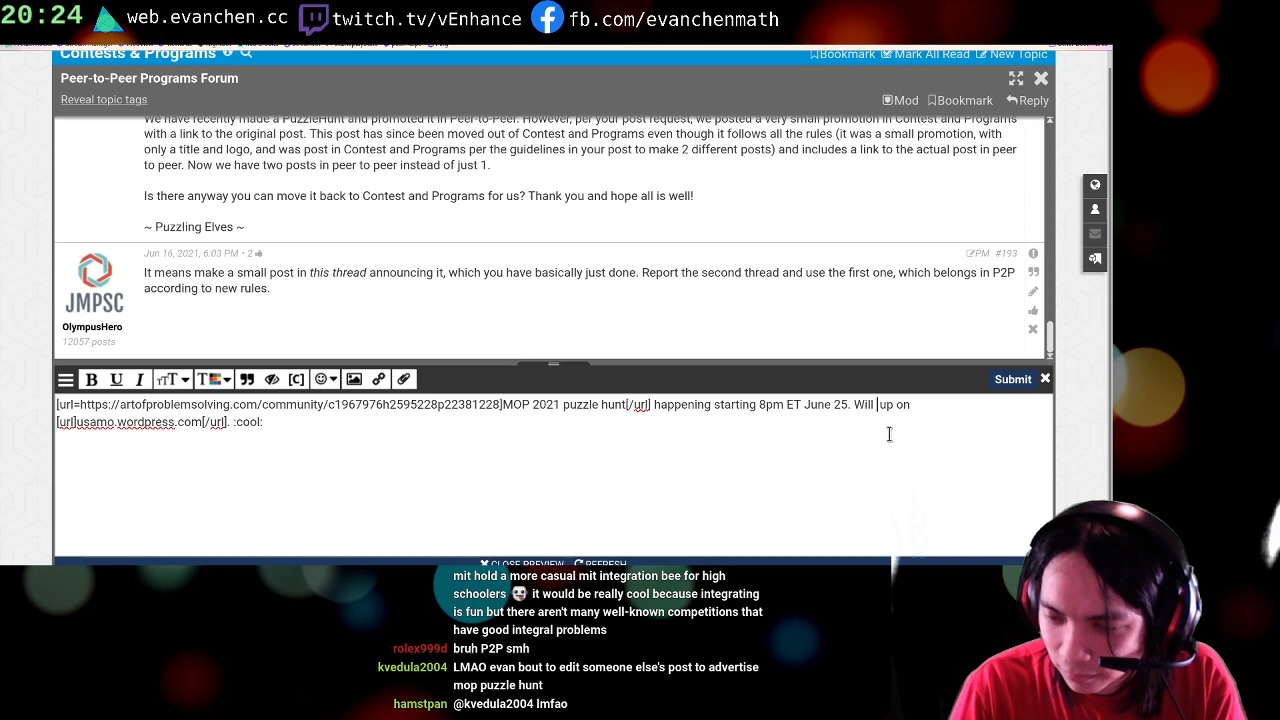 20:24
web.evanchen.cc
twitch.tv/vEnhance
fb.com/evanchenmath
Contests & Programs
Bookmark
Mark All Read
New Topic
Peer-to-Peer Programs Forum
Reveal topic tags
Mod
Bookmark
Reply
We have recently made a PuzzleHunt and promoted it in Peer-to-Peer. However, per your post request, we posted a very small promotion in Contest and Programs
with a link to the original post. This post has since been moved out of Contest and Programs even though it follows all the rules (it was a small promotion, with
only a title and logo, and was post in Contest and Programs per the guidelines in your post to make 2 different posts) and includes a link to the actual post in peer
to peer. Now we have two posts in peer to peer instead of just 1.
Is there anyway you can move it back to Contest and Programs for us? Thank you and hope all is well!
~ Puzzling Elves ~
Jun 16, 2021, 6:03 PM • 2
PM #193
JMPSC
OlympusHero
12057 posts
It means make a small post in this thread announcing it, which you have basically just done. Report the second thread and use the first one, which belongs in P2P
according to new rules.
B U I
Submit
[url=https://artofproblemsolving.com/community/c1967976h2595228p22381228]MOP 2021 puzzle hunt[/url] happening starting 8pm ET June 25. Will up on
[url]usamo.wordpress.com[/url]. :cool:
CLOSE PREVIEW
REFRESH
mit hold a more casual mit integration bee for high
schoolers 💀 it would be really cool because integrating
is fun but there aren't many well-known competitions that
have good integral problems
rolex999d bruh P2P smh
kvedula2004 LMAO evan bout to edit someone else's post to advertise
mop puzzle hunt
hamstpan @kvedula2004 lmfao